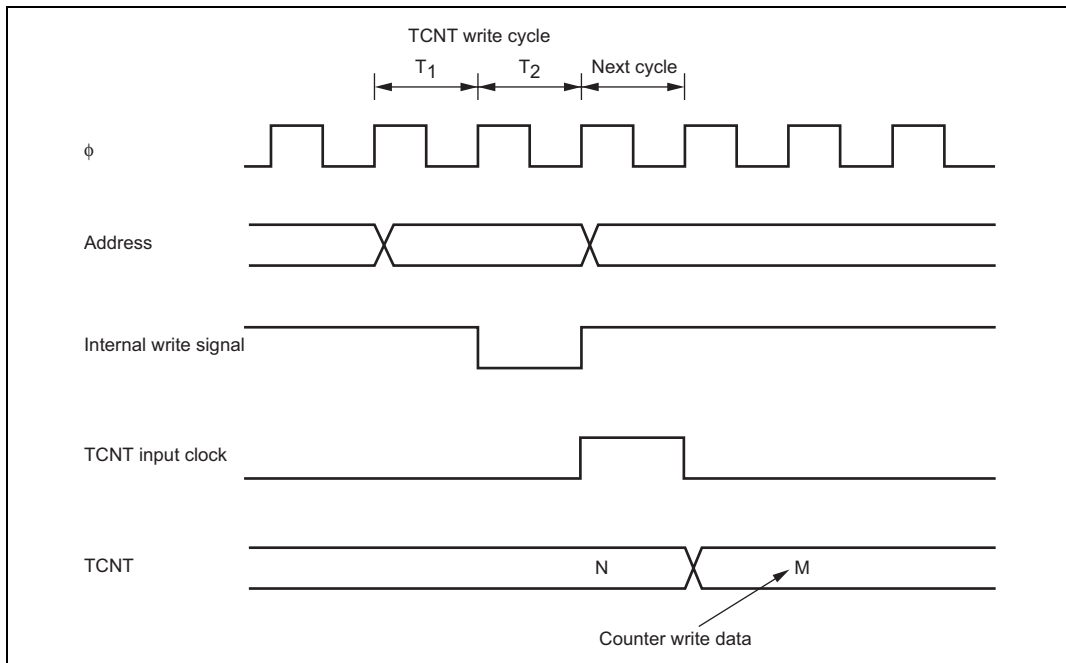 TCNT write cycle
T1 T2 Next cycle
ϕ
Address
Internal write signal
TCNT input clock
TCNT N M
Counter write data